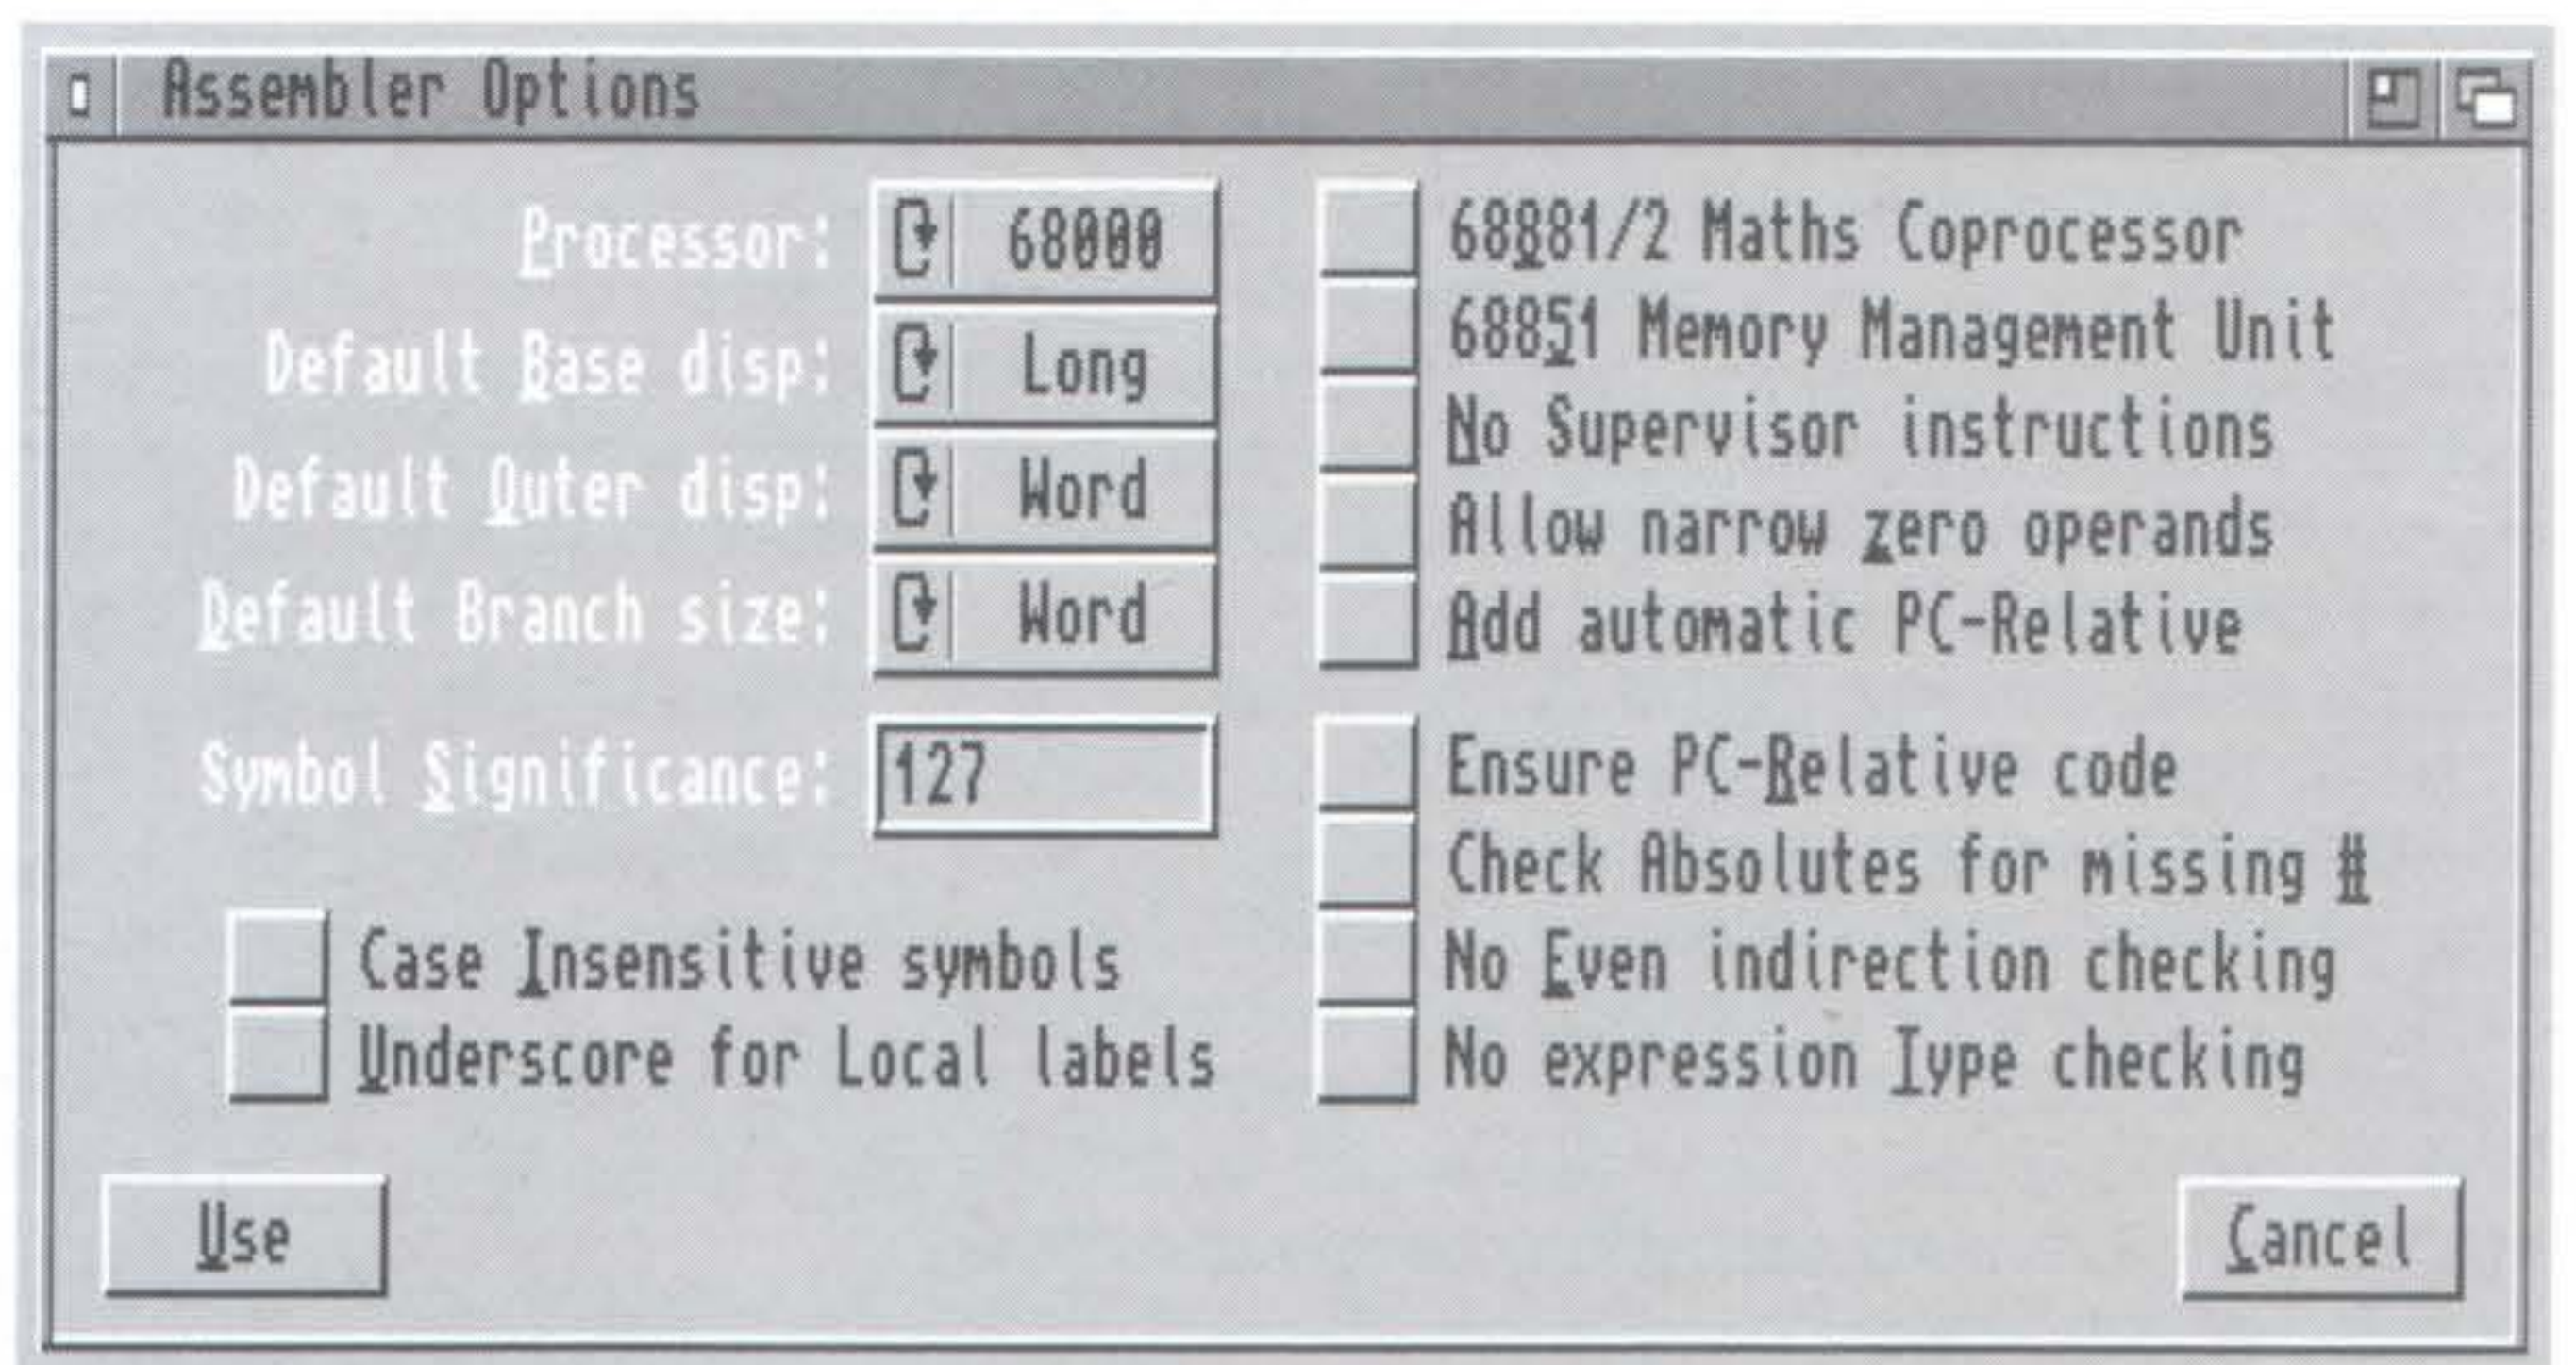 Assembler Options
Processor: 68000
Default Base disp: Long
Default Outer disp: Word
Default Branch size: Word
Symbol Significance: 127
Case Insensitive symbols
Underscore for Local labels
68881/2 Maths Coprocessor
68851 Memory Management Unit
No Supervisor instructions
Allow narrow zero operands
Add automatic PC-Relative
Ensure PC-Relative code
Check Absolutes for missing #
No Even indirection checking
No expression Type checking
Use
Cancel